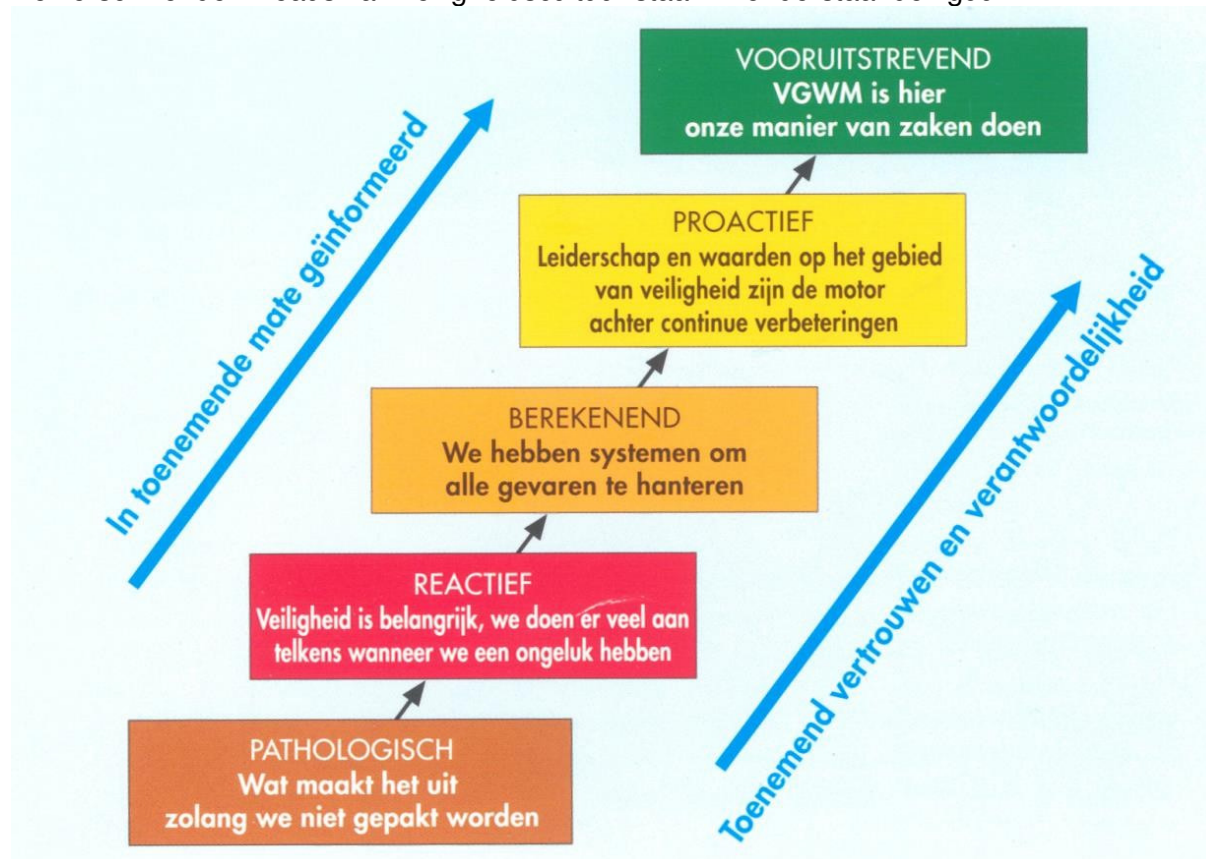 VOORUITSTREVEND
VGWM is hier
onze manier van zaken doen
In toenemende mate geïnformeerd
PROACTIEF
Leiderschap en waarden op het gebied
van veiligheid zijn de motor
achter continue verbeteringen
BEREKENEND
We hebben systemen om
alle gevaren te hanteren
Toenemend vertrouwen en verantwoordelijkheid
REACTIEF
Veiligheid is belangrijk, we doen er veel aan
telkens wanneer we een ongeluk hebben
PATHOLOGISCH
Wat maakt het uit
zolang we niet gepakt worden